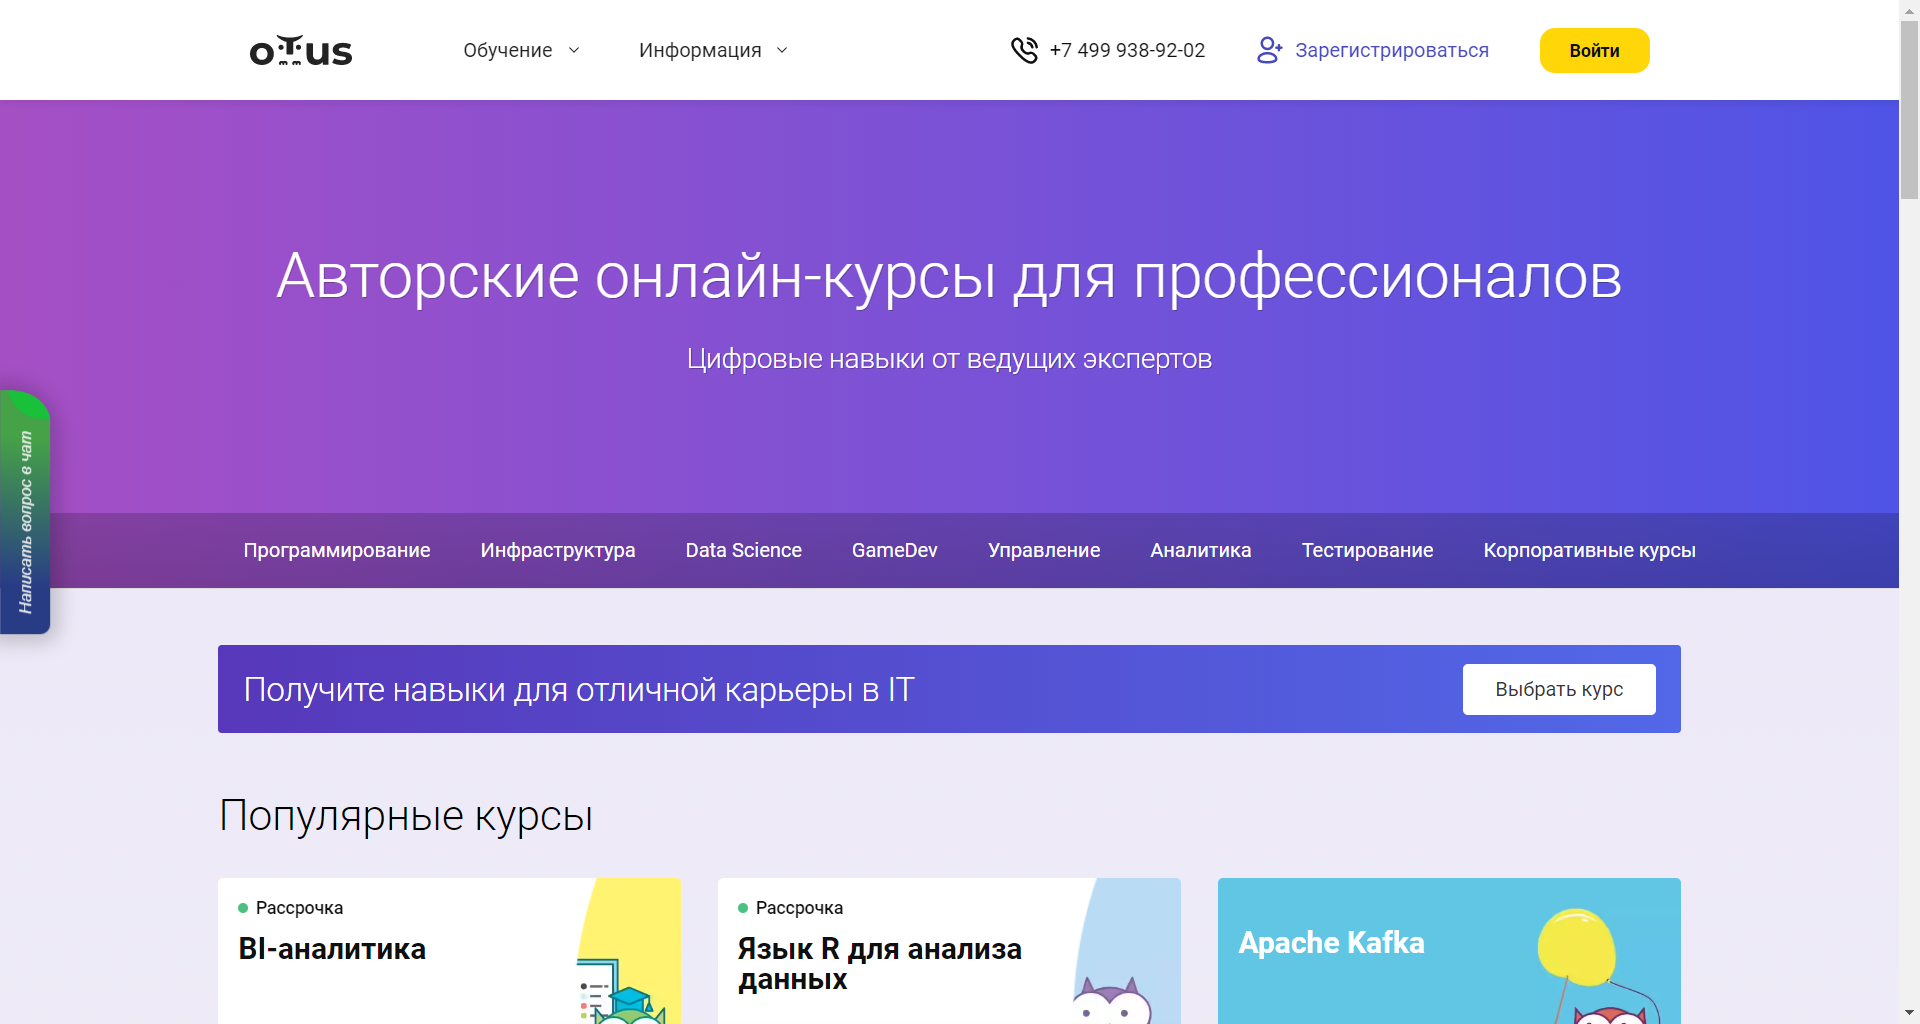 oTus
Обучение
Информация
+7 499 938-92-02
Зарегистрироваться
Войти
Авторские онлайн-курсы для профессионалов
Цифровые навыки от ведущих экспертов
Написать вопрос в чат
Программирование
Инфраструктура
Data Science
GameDev
Управление
Аналитика
Тестирование
Корпоративные курсы
Получите навыки для отличной карьеры в IT
Выбрать курс
Популярные курсы
Рассрочка
BI-аналитика
Рассрочка
Язык R для анализа
данных
Apache Kafka